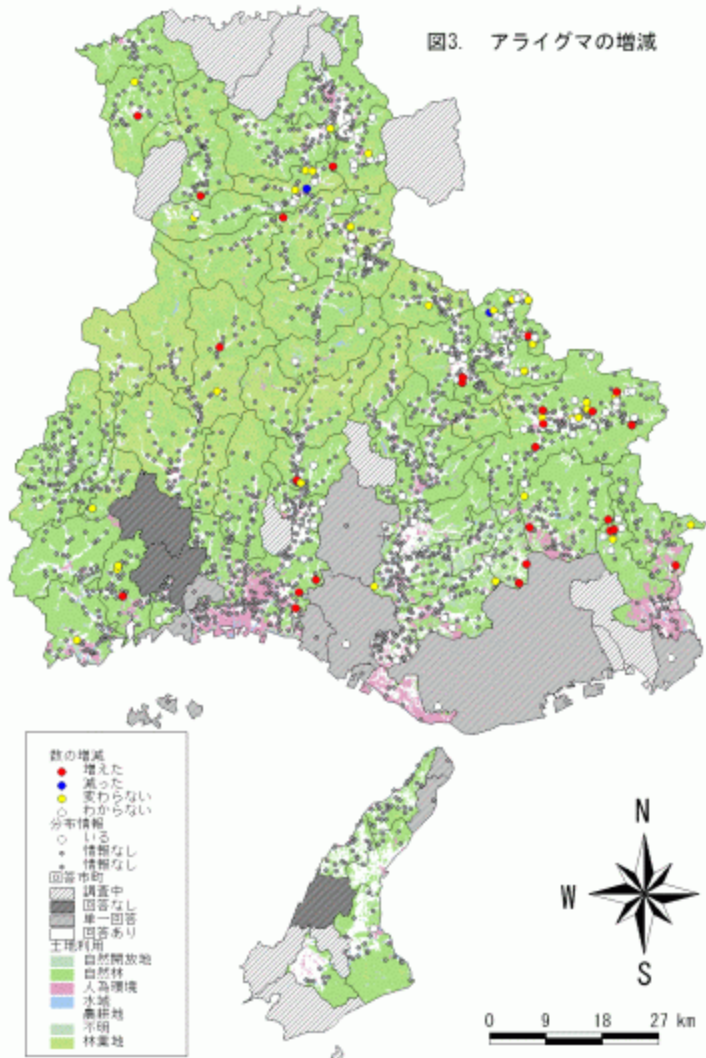 図3. アライグマの増減
数の増減
増えた
減った
変わらない
わからない
分布情報
いる
情報なし
情報なし
回答市町
調査中
回答なし
単一回答
回答あり
土地利用
自然開放地
自然林
人為環境
水域
農耕地
不明
林業地
N
W
S
0 9 18 27 km